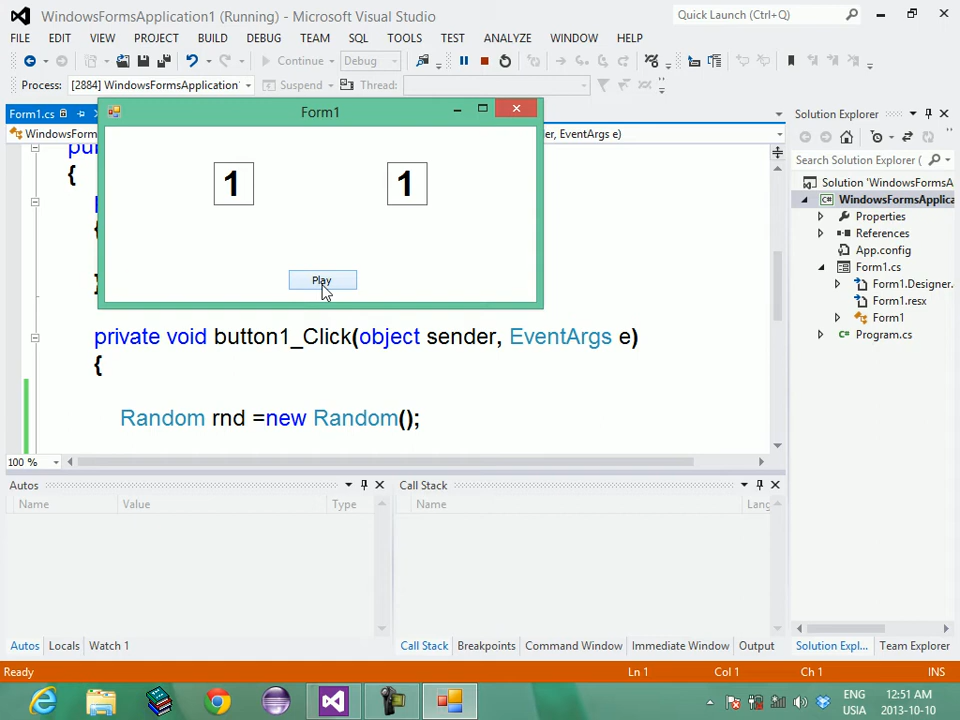 WindowsFormsApplication1 (Running) - Microsoft Visual Studio
Quick Launch (Ctrl+Q)
FILE EDIT VIEW PROJECT BUILD DEBUG TEAM SQL TOOLS TEST ANALYZE WINDOW HELP
Continue
Debug
Process: [2884] WindowsFormsApplication
Suspend
Thread:
Form1.cs
Form1
Solution Explorer
WindowsForm
er, EventArgs e)
Search Solution Explorer (
pu
{
1 1
Play
Solution 'WindowsFormsA
WindowsFormsApplica
Properties
References
App.config
Form1.cs
Form1.Designer.
Form1.resx
Form1
Program.cs
private void button1_Click(object sender, EventArgs e)
{
Random rnd =new Random();
100 %
Autos
Call Stack
Name Value Type
Name Lang
Autos Locals Watch 1
Call Stack Breakpoints Command Window Immediate Window Output
Solution Expl... Team Explorer
Ready
Ln 1 Col 1 Ch 1 INS
ENG
USIA
12:51 AM
2013-10-10